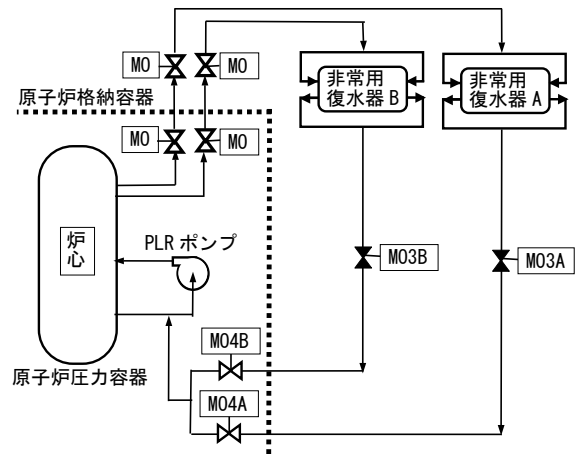 MO
MO
原子炉格納容器
MO
MO
非常用
復水器 B
非常用
復水器 A
炉
心
PLR ポンプ
MO3B
MO3A
MO4B
原子炉圧力容器
MO4A